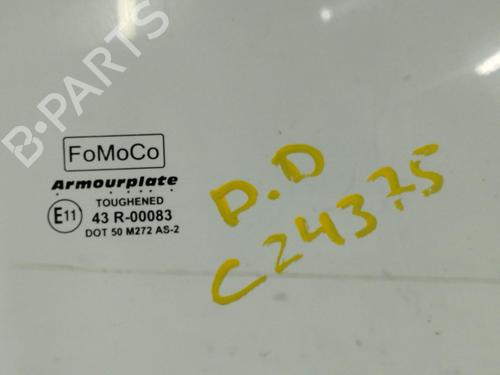 B-PARTS
FoMoCo
Armourplate
TOUGHENED
E11 43 R-00083
DOT 50 M272 AS-2
D.D
C24375